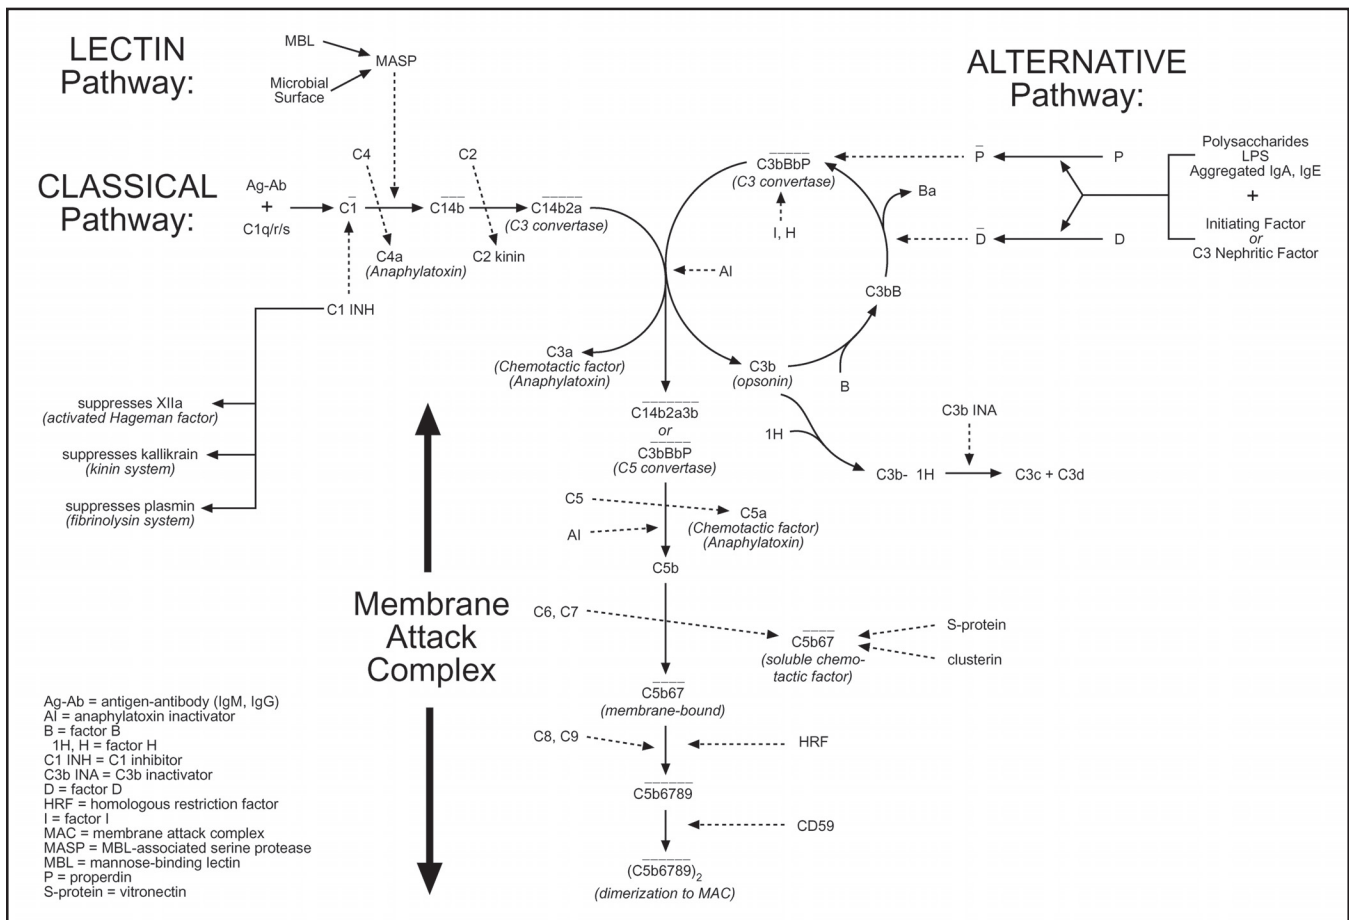 LECTIN
Pathway:
MBL
MASP
Microbial
Surface
ALTERNATIVE
Pathway:
Polysaccharides
LPS
Aggregated IgA, IgE
+
Initiating Factor
or
C3 Nephritic Factor
P
P̅
D
D̅
C3bBbP
(C3 convertase)
I, H
Ba
C3bB
B
CLASSICAL
Pathway:
Ag-Ab
+
C1q/r/s
C1
C4
C4a
(Anaphylatoxin)
C14b
C2
C2 kinin
C14b2a
(C3 convertase)
AI
C1 INH
suppresses XIIa
(activated Hageman factor)
suppresses kallikrain
(kinin system)
suppresses plasmin
(fibrinolysin system)
C3a
(Chemotactic factor)
(Anaphylatoxin)
C3b
(opsonin)
1H
C3b- 1H
C3b INA
C3c + C3d
C14b2a3b
or
C3bBbP
(C5 convertase)
C5
AI
C5a
(Chemotactic factor)
(Anaphylatoxin)
C5b
C6, C7
C5b67
(soluble chemo-
tactic factor)
S-protein
clusterin
C5b67
(membrane-bound)
C8, C9
HRF
C5b6789
CD59
(C5b6789)2
(dimerization to MAC)
Membrane
Attack
Complex
Ag-Ab = antigen-antibody (IgM, IgG)
AI = anaphylatoxin inactivator
B = factor B
1H, H = factor H
C1 INH = C1 inhibitor
C3b INA = C3b inactivator
D = factor D
HRF = homologous restriction factor
I = factor I
MAC = membrane attack complex
MASP = MBL-associated serine protease
MBL = mannose-binding lectin
P = properdin
S-protein = vitronectin